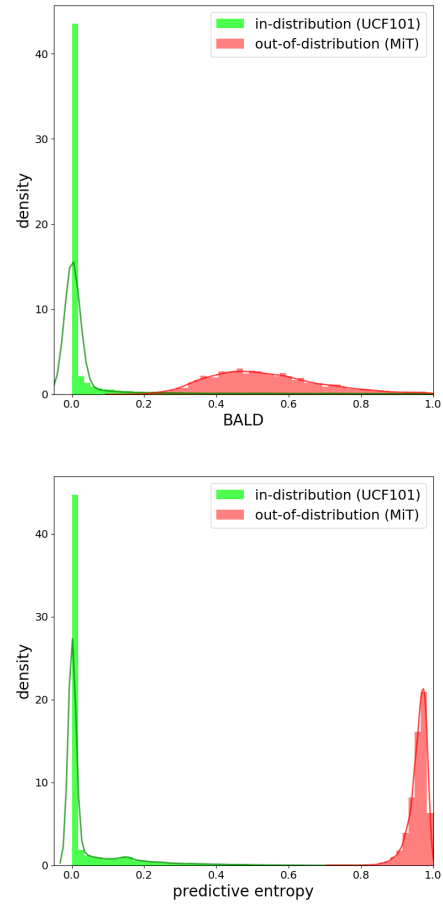 in-distribution (UCF101)
out-of-distribution (MiT)
density
40
30
20
10
0
0.0 0.2 0.4 0.6 0.8 1.0
BALD
in-distribution (UCF101)
out-of-distribution (MiT)
density
40
30
20
10
0
0.0 0.2 0.4 0.6 0.8 1.0
predictive entropy